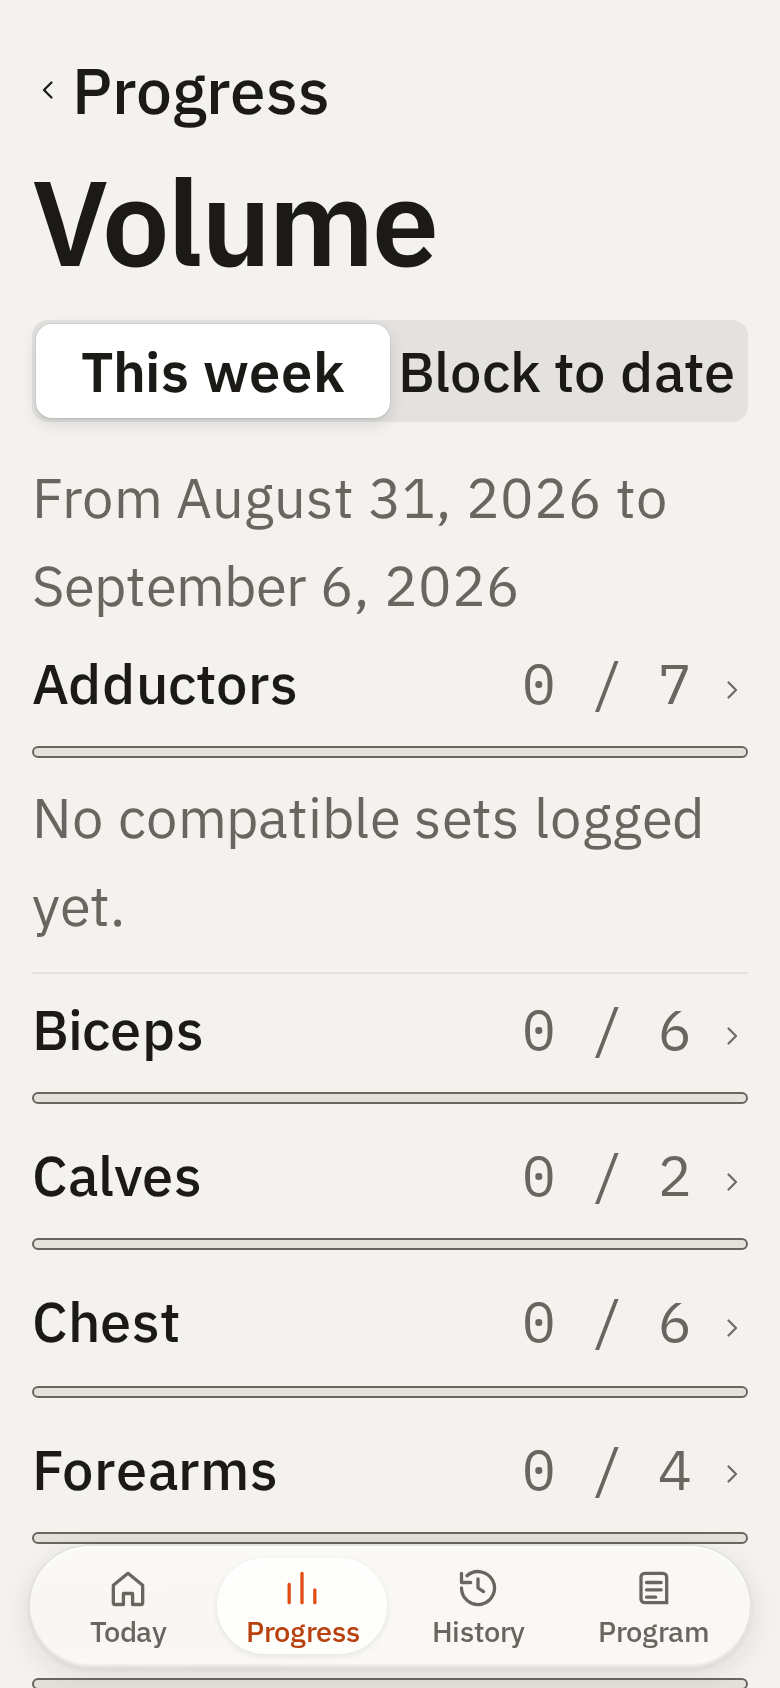 Progress
Volume
This week
Block to date
From August 31, 2026 to
September 6, 2026
Adductors 0 / 7
No compatible sets logged
yet.
Biceps 0 / 6
Calves 0 / 2
Chest 0 / 6
Forearms 0 / 4
Today
Progress
History
Program